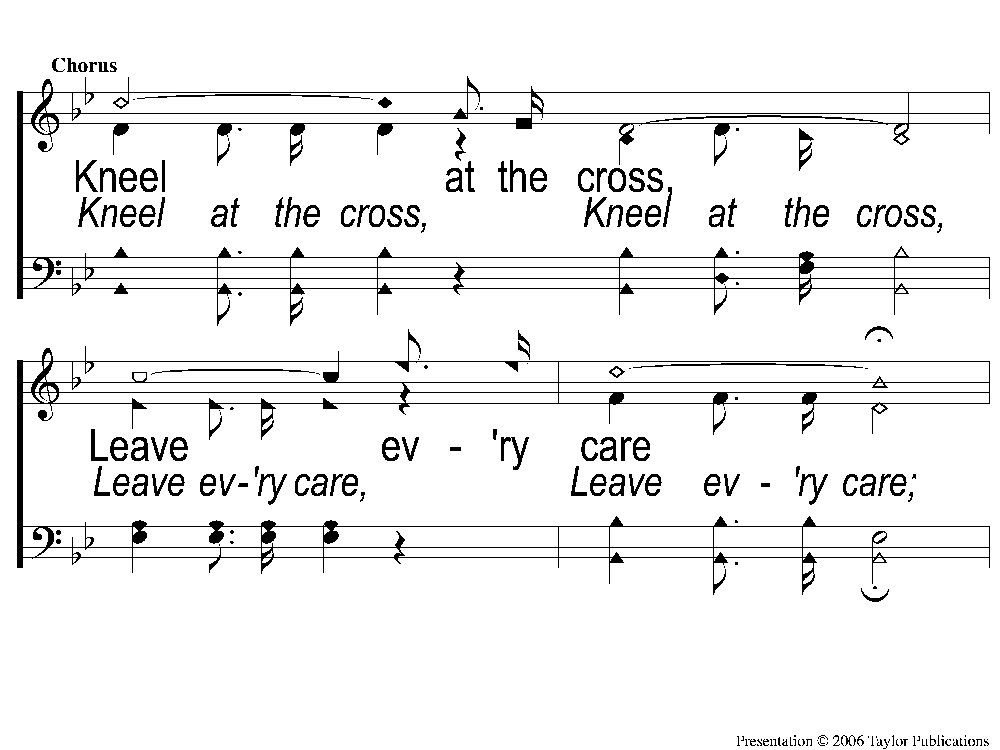 Chorus
Kneel at the cross,
Kneel at the cross, Kneel at the cross,
Leave ev - 'ry care
Leave ev-'ry care, Leave ev - 'ry care;
Presentation © 2006 Taylor Publications